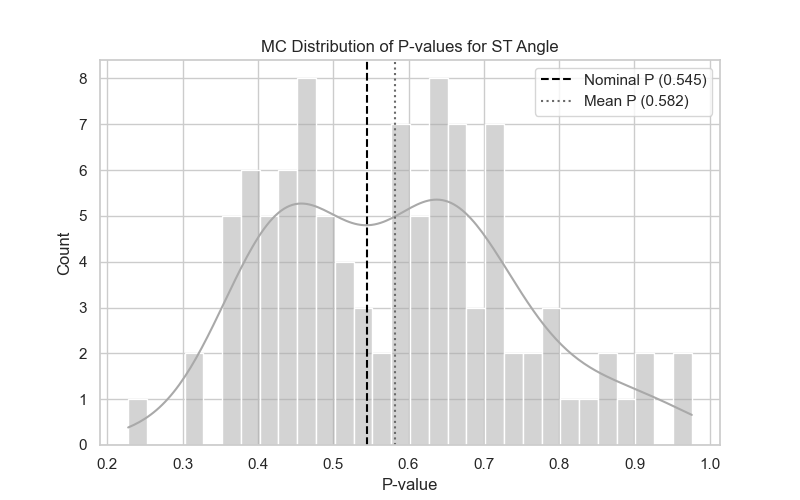 MC Distribution of P-values for ST Angle
Nominal P (0.545)
Mean P (0.582)
Count
8
7
6
5
4
3
2
1
0
0.2 0.3 0.4 0.5 0.6 0.7 0.8 0.9 1.0
P-value